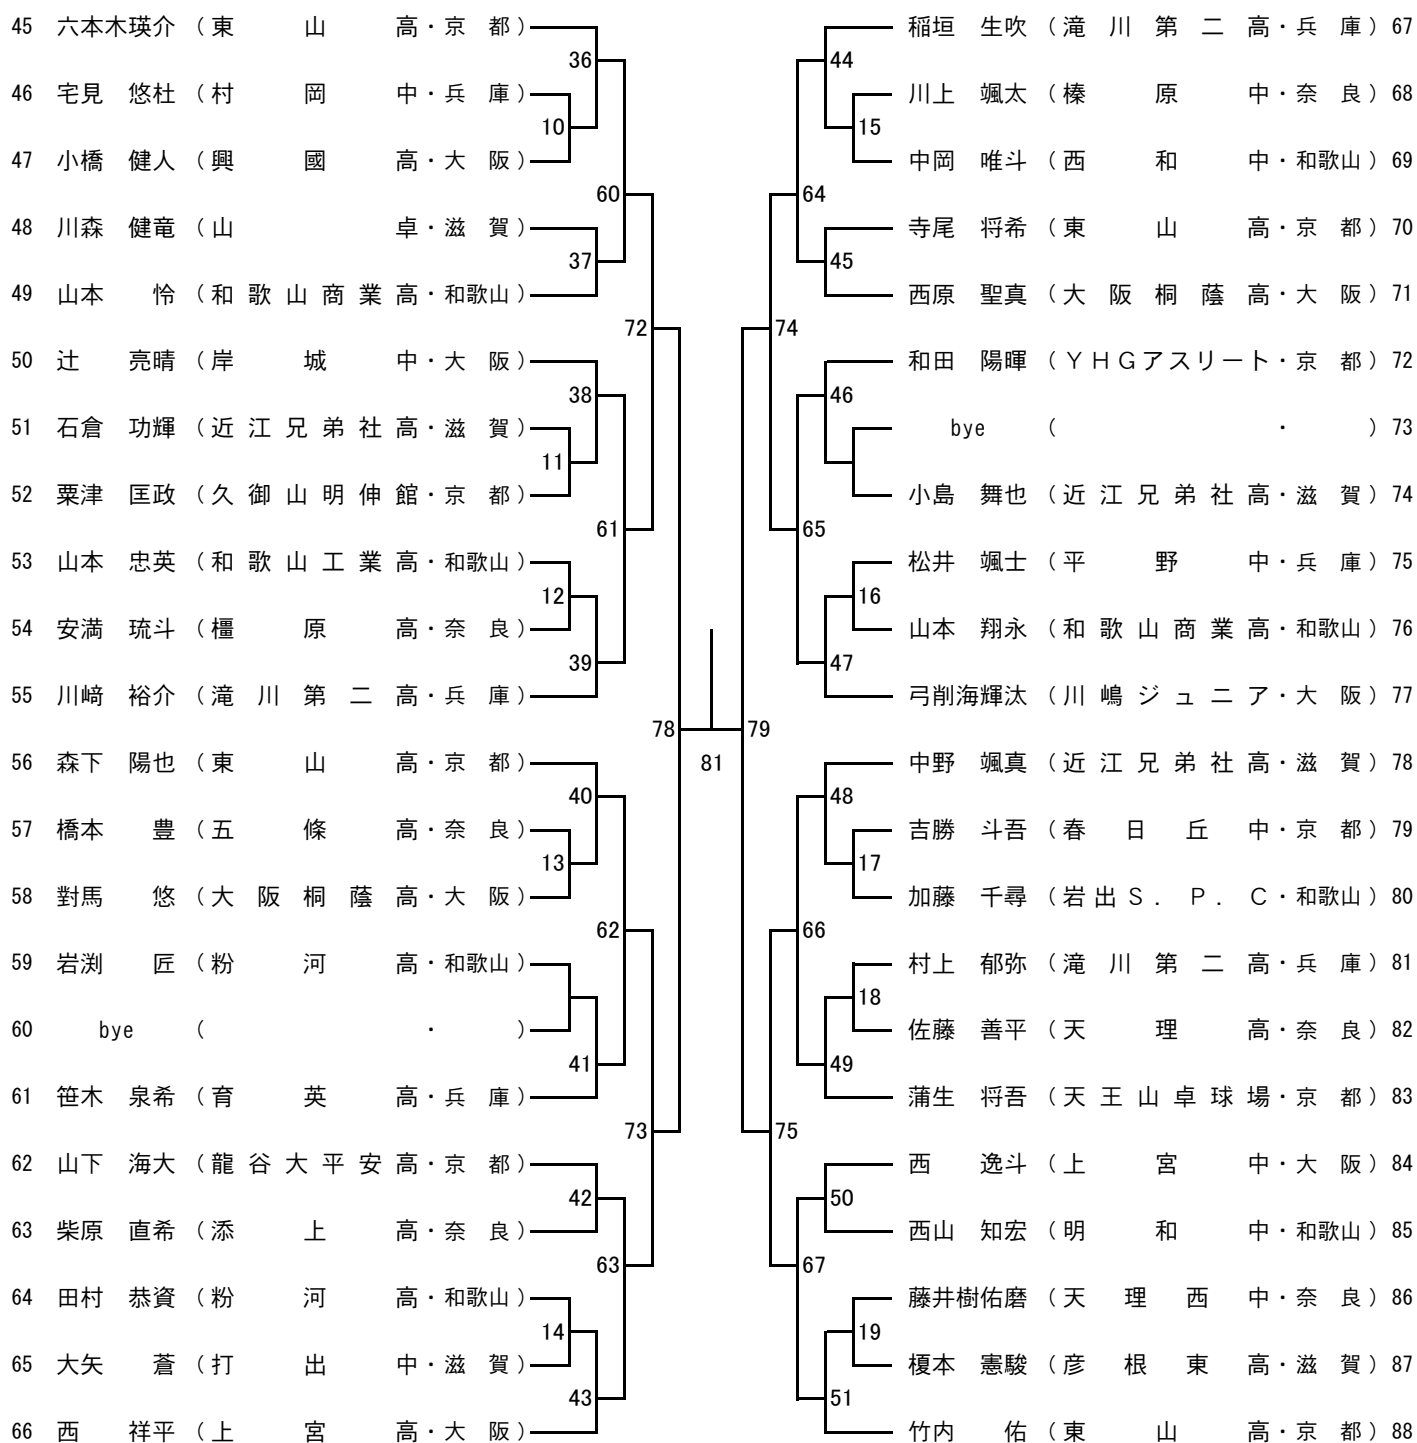 45 六本木瑛介 (東山高・京都)
46 宅見 悠杜 (村岡中・兵庫)
47 小橋 健人 (興國高・大阪)
48 川森 健竜 (山卓・滋賀)
49 山本 怜 (和歌山商業高・和歌山)
50 辻 亮晴 (岸城中・大阪)
51 石倉 功輝 (近江兄弟社高・滋賀)
52 粟津 匡政 (久御山明伸館・京都)
53 山本 忠英 (和歌山工業高・和歌山)
54 安満 琉斗 (橿原高・奈良)
55 川﨑 裕介 (滝川第二高・兵庫)
56 森下 陽也 (東山高・京都)
57 橋本 豊 (五條高・奈良)
58 對馬 悠 (大阪桐蔭高・大阪)
59 岩渕 匠 (粉河高・和歌山)
60 bye ( ・ )
61 笹木 泉希 (育英高・兵庫)
62 山下 海大 (龍谷大平安高・京都)
63 柴原 直希 (添上高・奈良)
64 田村 恭資 (粉河高・和歌山)
65 大矢 蒼 (打出中・滋賀)
66 西 祥平 (上宮高・大阪)
36
10
60
37
72
38
11
61
12
39
78
40
13
62
41
73
42
63
14
43
81
44
15
64
45
74
46
65
16
47
79
48
17
66
18
49
75
50
67
19
51
稲垣 生吹 (滝川第二高・兵庫) 67
川上 颯太 (榛原中・奈良) 68
中岡 唯斗 (西和中・和歌山) 69
寺尾 将希 (東山高・京都) 70
西原 聖真 (大阪桐蔭高・大阪) 71
和田 陽暉 (YHGアスリート・京都) 72
bye ( ・ ) 73
小島 舞也 (近江兄弟社高・滋賀) 74
松井 颯士 (平野中・兵庫) 75
山本 翔永 (和歌山商業高・和歌山) 76
弓削海輝汰 (川嶋ジュニア・大阪) 77
中野 颯真 (近江兄弟社高・滋賀) 78
吉勝 斗吾 (春日丘中・京都) 79
加藤 千尋 (岩出S.P.C・和歌山) 80
村上 郁弥 (滝川第二高・兵庫) 81
佐藤 善平 (天理高・奈良) 82
蒲生 将吾 (天王山卓球場・京都) 83
西 逸斗 (上宮中・大阪) 84
西山 知宏 (明和中・和歌山) 85
藤井樹佑磨 (天理西中・奈良) 86
榎本 憲駿 (彦根東高・滋賀) 87
竹内 佑 (東山高・京都) 88